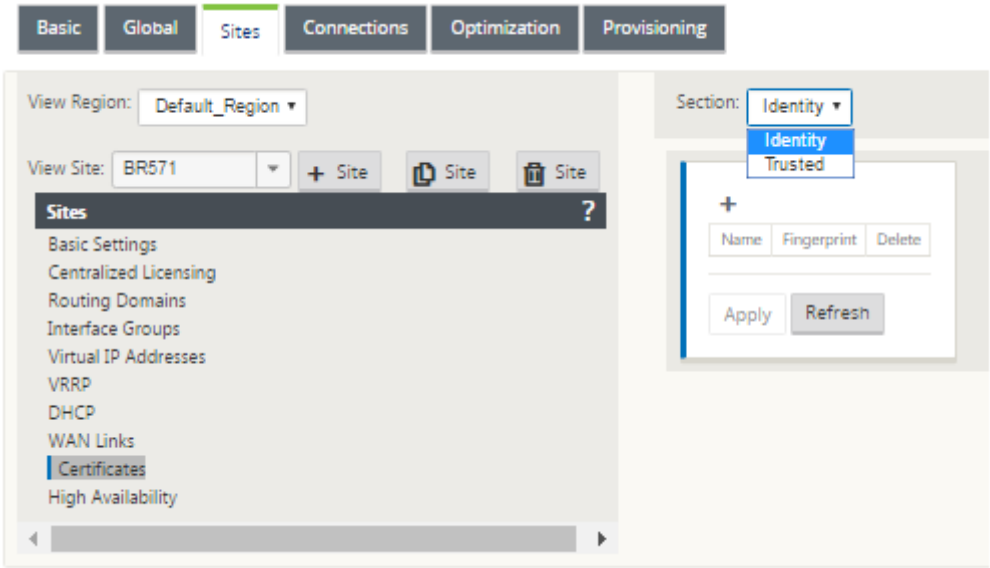 Basic Global Sites Connections Optimization Provisioning
View Region: Default_Region
View Site: BR571 + Site Site Site
Sites ?
Basic Settings
Centralized Licensing
Routing Domains
Interface Groups
Virtual IP Addresses
VRRP
DHCP
WAN Links
Certificates
High Availability
Section: Identity
Identity
Trusted
+
Name Fingerprint Delete
Apply Refresh